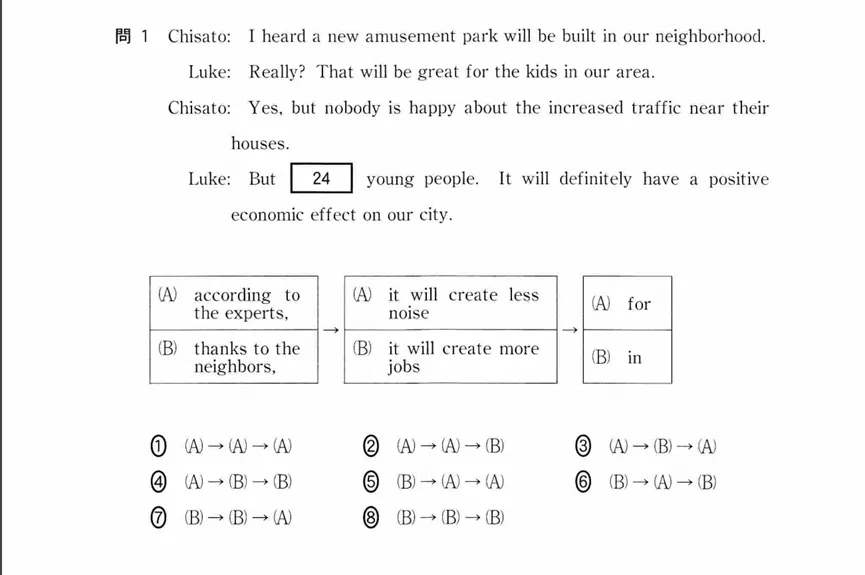 問 1 Chisato: I heard a new amusement park will be built in our neighborhood.
Luke: Really? That will be great for the kids in our area.
Chisato: Yes, but nobody is happy about the increased traffic near their
houses.
Luke: But 24 young people. It will definitely have a positive
economic effect on our city.
(A) according to
the experts,
(B) thanks to the
neighbors,
→
(A) it will create less
noise
(B) it will create more
jobs
→
(A) for
(B) in
① (A)→(A)→(A) ② (A)→(A)→(B) ③ (A)→(B)→(A)
④ (A)→(B)→(B) ⑤ (B)→(A)→(A) ⑥ (B)→(A)→(B)
⑦ (B)→(B)→(A) ⑧ (B)→(B)→(B)